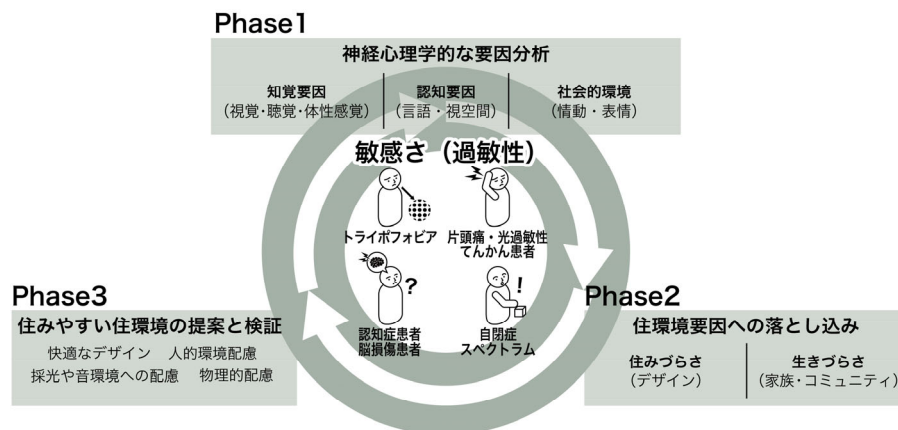 Phase1
神経心理学的な要因分析
知覚要因
(視覚・聴覚・体性感覚)
認知要因
(言語・視空間)
社会的環境
(情動・表情)
敏感さ（過敏性）
トライポフォビア
片頭痛・光過敏性
てんかん患者
?
認知症患者
脳損傷患者
!
自閉症
スペクトラム
Phase2
住環境要因への落とし込み
住みづらさ
(デザイン)
生きづらさ
(家族・コミュニティ)
Phase3
住みやすい住環境の提案と検証
快適なデザイン 人的環境配慮
採光や音環境への配慮 物理的配慮